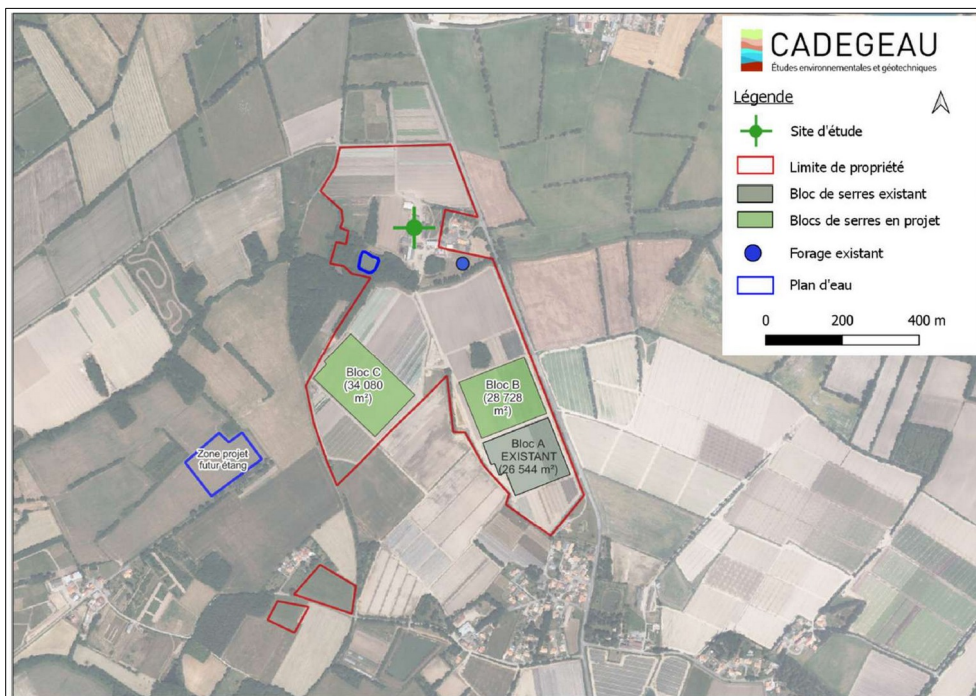 CADEGEAU
Études environnementales et géotechniques
Légende
Site d'étude
Limite de propriété
Bloc de serres existant
Blocs de serres en projet
Forage existant
Plan d'eau
0 200 400 m
Bloc C
(34 080
m²)
Bloc B
(28 728
m²)
Bloc A
EXISTANT
(26 544 m²)
Zone projet
futur étang